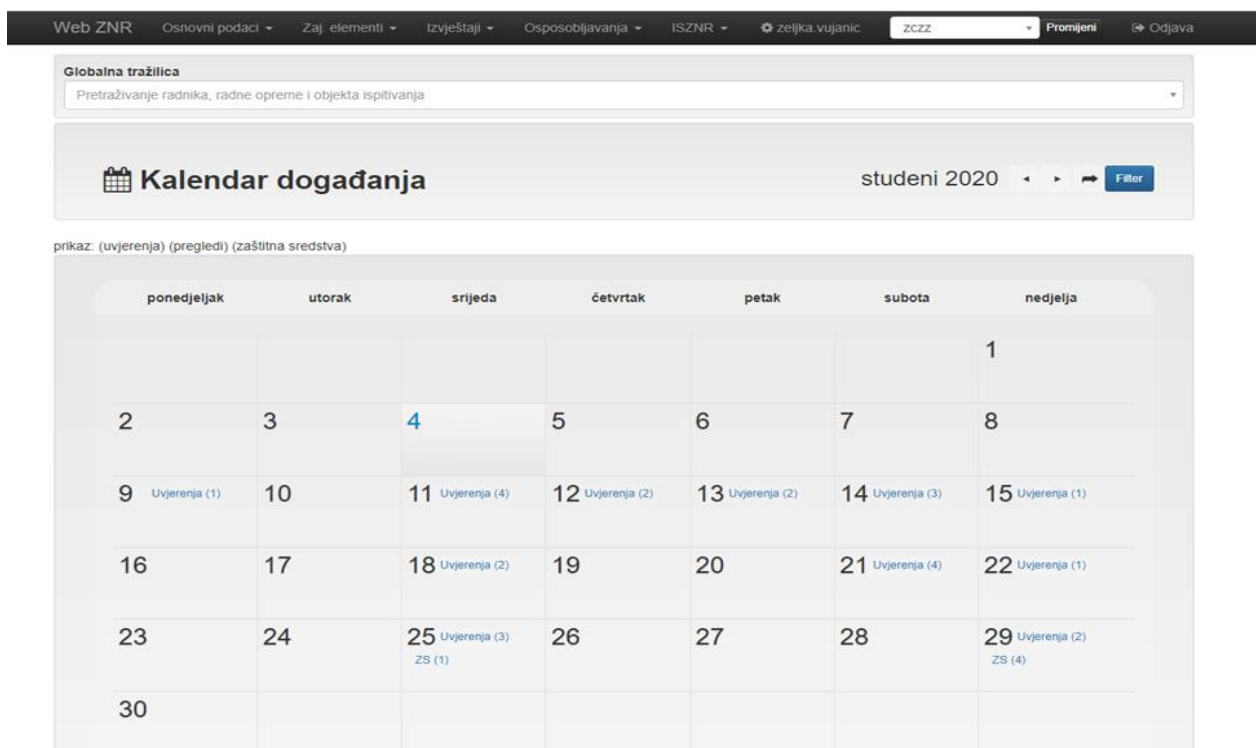 Web ZNR Osnovni podaci Zaj. elementi Izvještaji Osposobljavanja ISZNR zeljka.vujanic zczz Promijeni Odjava
Globalna tražilica
Pretraživanje radnika, radne opreme i objekta ispitivanja
Kalendar događanja studeni 2020 Filter
prikaz: (uvjerenja) (pregledi) (zaštitna sredstva)
ponedjeljak utorak srijeda četvrtak petak subota nedjelja
1
2 3 4 5 6 7 8
9 Uvjerenja (1) 10 11 Uvjerenja (4) 12 Uvjerenja (2) 13 Uvjerenja (2) 14 Uvjerenja (3) 15 Uvjerenja (1)
16 17 18 Uvjerenja (2) 19 20 21 Uvjerenja (4) 22 Uvjerenja (1)
23 24 25 Uvjerenja (3) 26 27 28 29 Uvjerenja (2)
ZS (1) ZS (4)
30